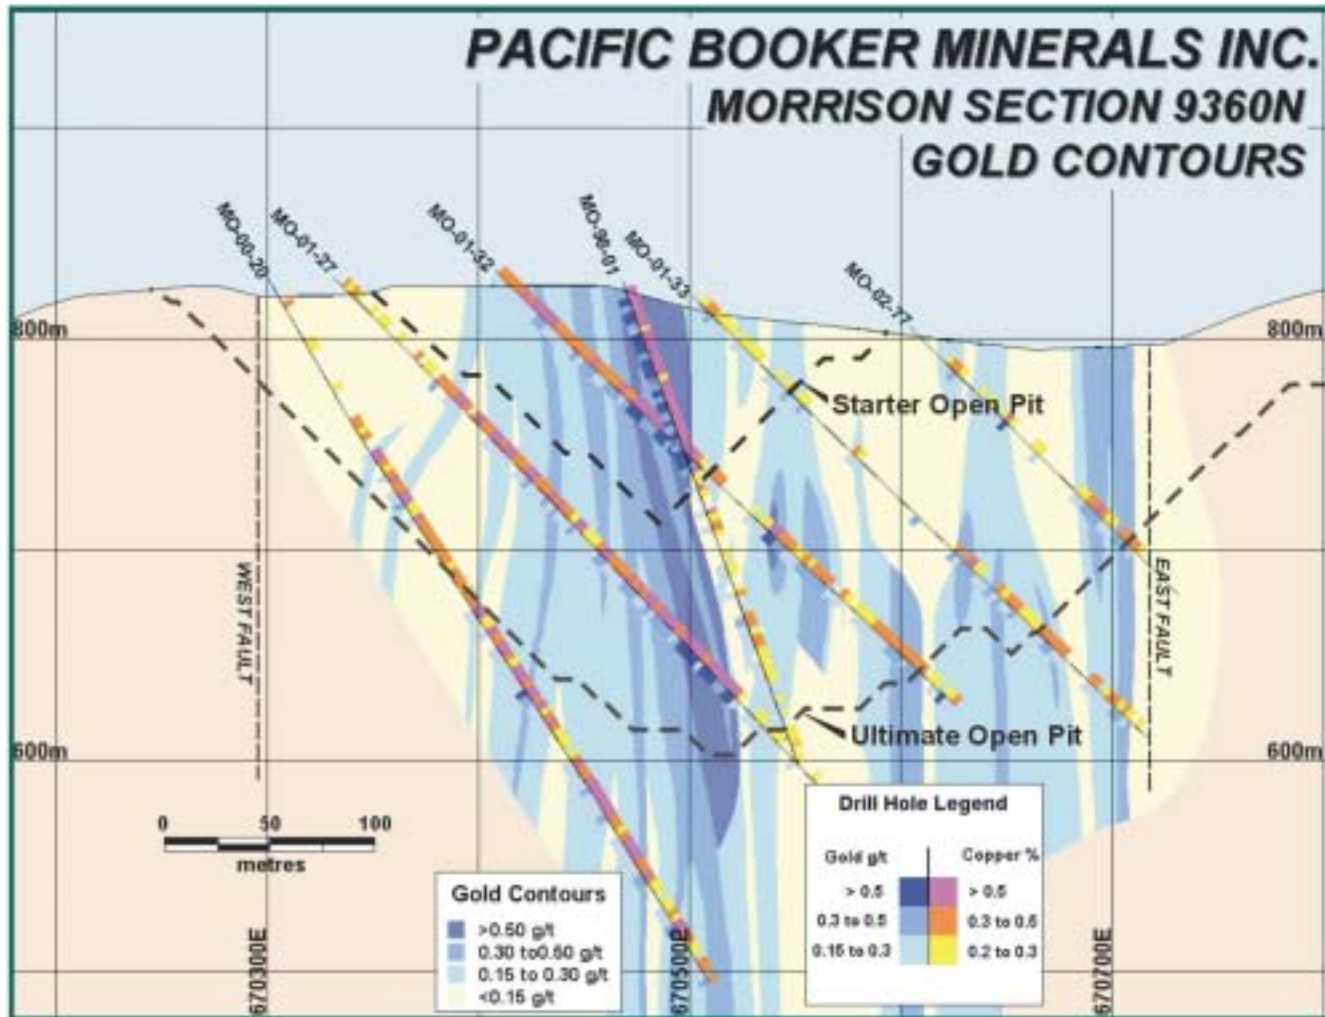 PACIFIC BOOKER MINERALS INC.
MORRISON SECTION 9360N
GOLD CONTOURS
MO-00-20
MO-01-27
MO-01-32
MO-90-01
MO-01-33
MO-02-77
800m
800m
Starter Open Pit
WEST FAULT
EAST FAULT
Ultimate Open Pit
600m
600m
0 50 100
metres
Gold Contours
>0.50 g/t
0.30 to0.50 g/t
0.15 to 0.30 g/t
<0.15 g/t
Drill Hole Legend
Gold g/t Copper %
> 0.5 > 0.5
0.3 to 0.5 0.3 to 0.5
0.15 to 0.3 0.2 to 0.3
670300E
670500E
670700E